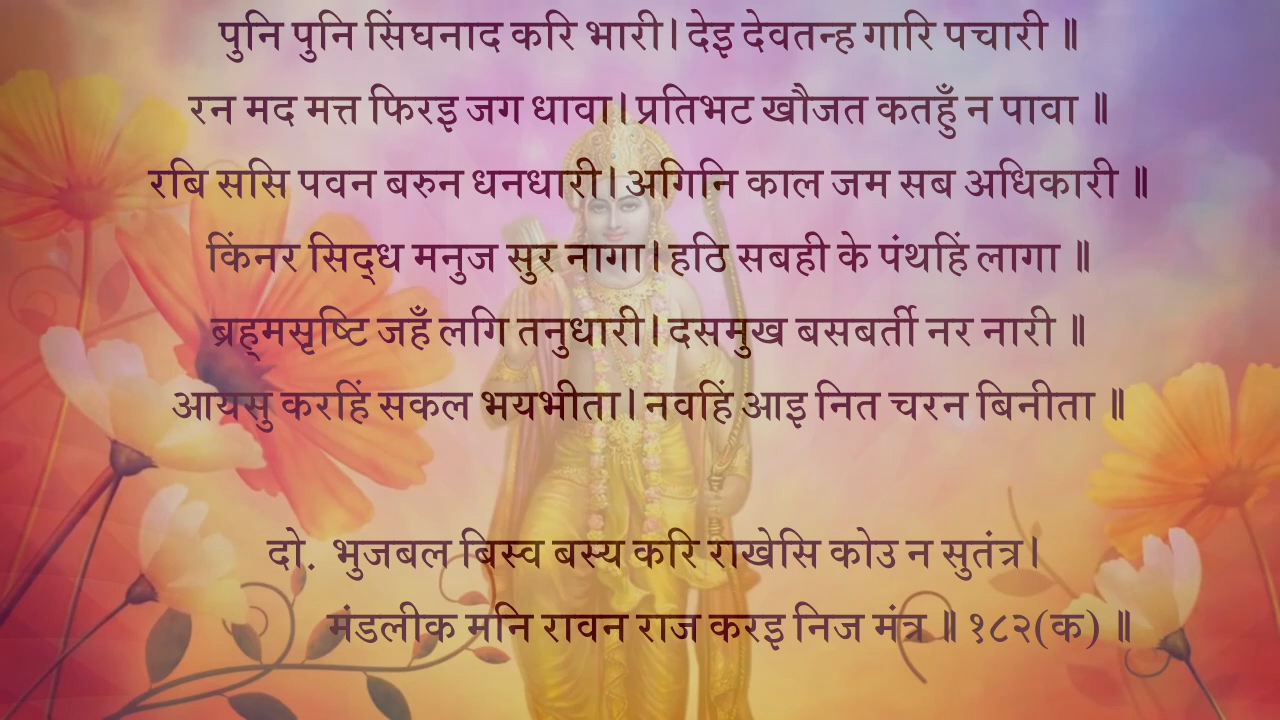 पुनि पुनि सिंघनाद करि भारी। देइ देवतन्ह गारि पचारी ॥
रन मद मत्त फिरइ जग धावा। प्रतिभट खौजत कतहुँ न पावा ॥
रबि ससि पवन बरुन धनधारी। अगिनि काल जम सब अधिकारी ॥
किंनर सिद्ध मनुज सुर नागा। हठि सबही के पंथहिं लागा ॥
ब्रह्मसृष्टि जहँ लगि तनुधारी। दसमुख बसबर्ती नर नारी ॥
आयसु करहिं सकल भयभीता। नवहिं आइ नित चरन बिनीता ॥
दो. भुजबल बिस्व बस्य करि राखेसि कोउ न सुतंत्र।
मंडलीक मनि रावन राज करइ निज मंत्र ॥ १८२(क) ॥